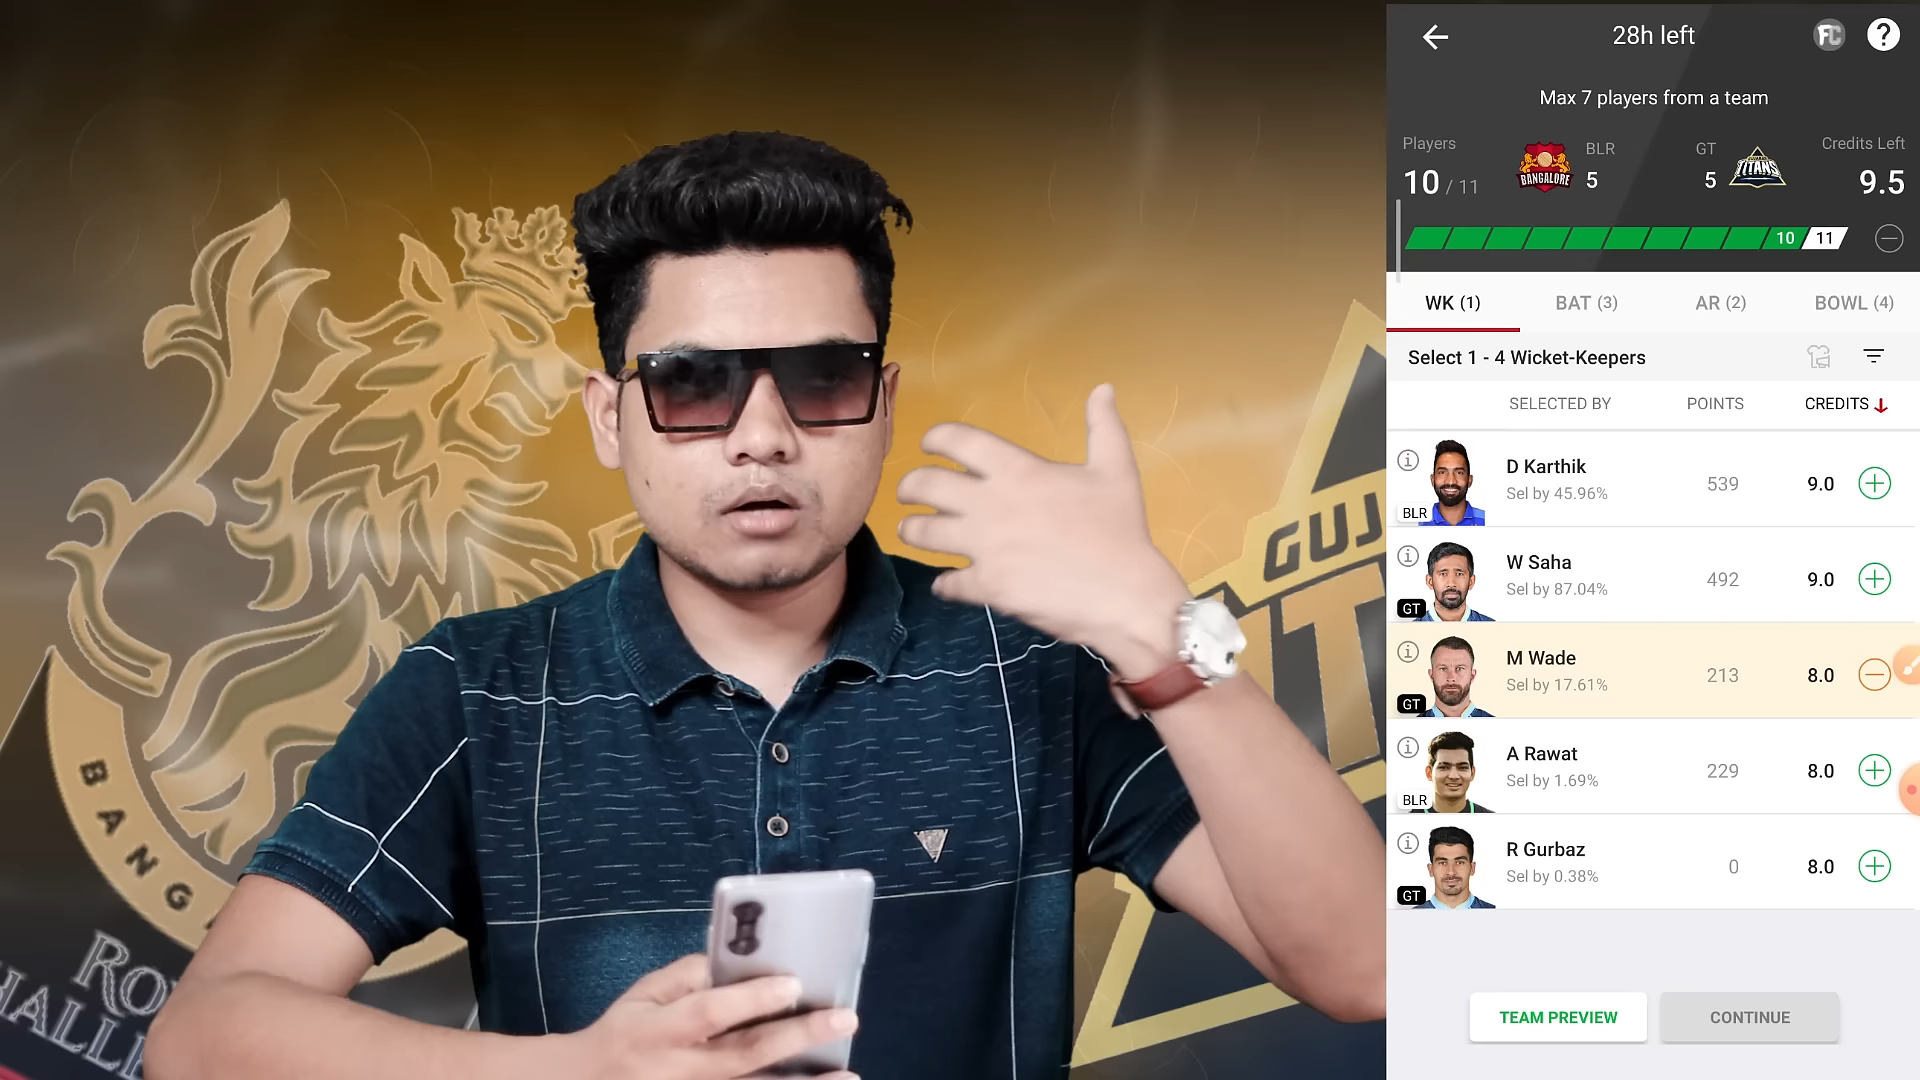 28h left
FC
?
Max 7 players from a team
Players
BLR
GT
Credits Left
10 / 11
BANGALORE
5
5
TITANS
9.5
10
11
WK (1)
BAT (3)
AR (2)
BOWL (4)
Select 1 - 4 Wicket-Keepers
SELECTED BY
POINTS
CREDITS
D Karthik
Sel by 45.96%
539
9.0
BLR
W Saha
Sel by 87.04%
492
9.0
GT
M Wade
Sel by 17.61%
213
8.0
GT
A Rawat
Sel by 1.69%
229
8.0
BLR
R Gurbaz
Sel by 0.38%
0
8.0
GT
TEAM PREVIEW
CONTINUE
GUJ
BANG
RO
HALL